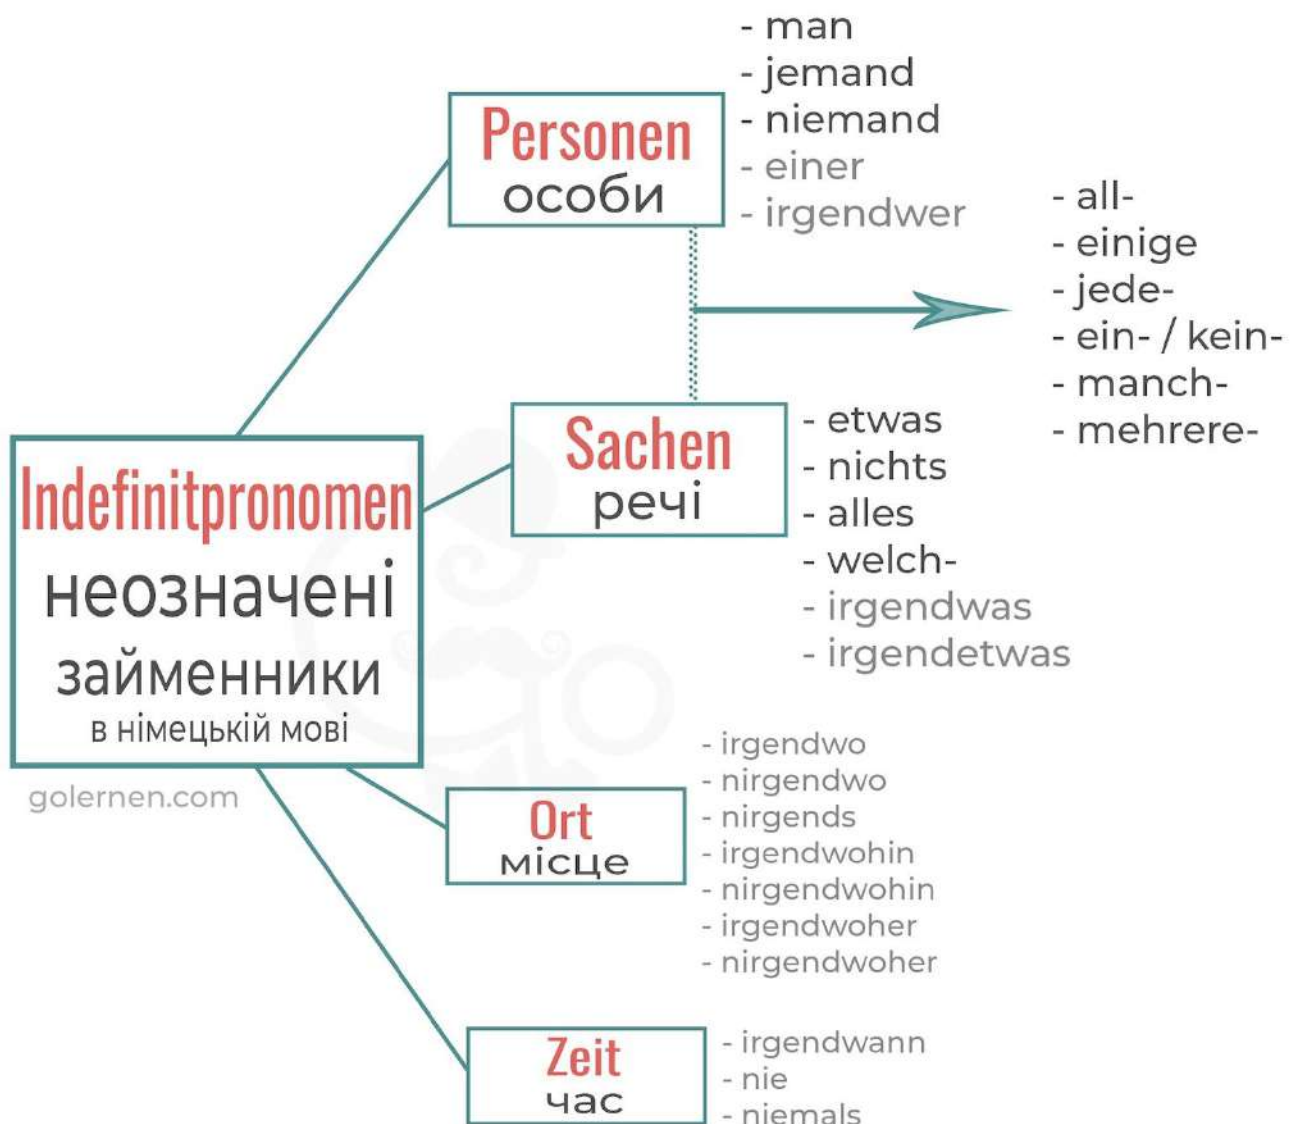 Indefinitpronomen
неозначені
займенники
в німецькій мові
golernen.com
Personen
особи
- man
- jemand
- niemand
- einer
- irgendwer
- all-
- einige
- jede-
- ein- / kein-
- manch-
- mehrere-
Sachen
речі
- etwas
- nichts
- alles
- welch-
- irgendwas
- irgendetwas
Ort
місце
- irgendwo
- nirgendwo
- nirgends
- irgendwohin
- nirgendwohin
- irgendwoher
- nirgendwoher
Zeit
час
- irgendwann
- nie
- niemals